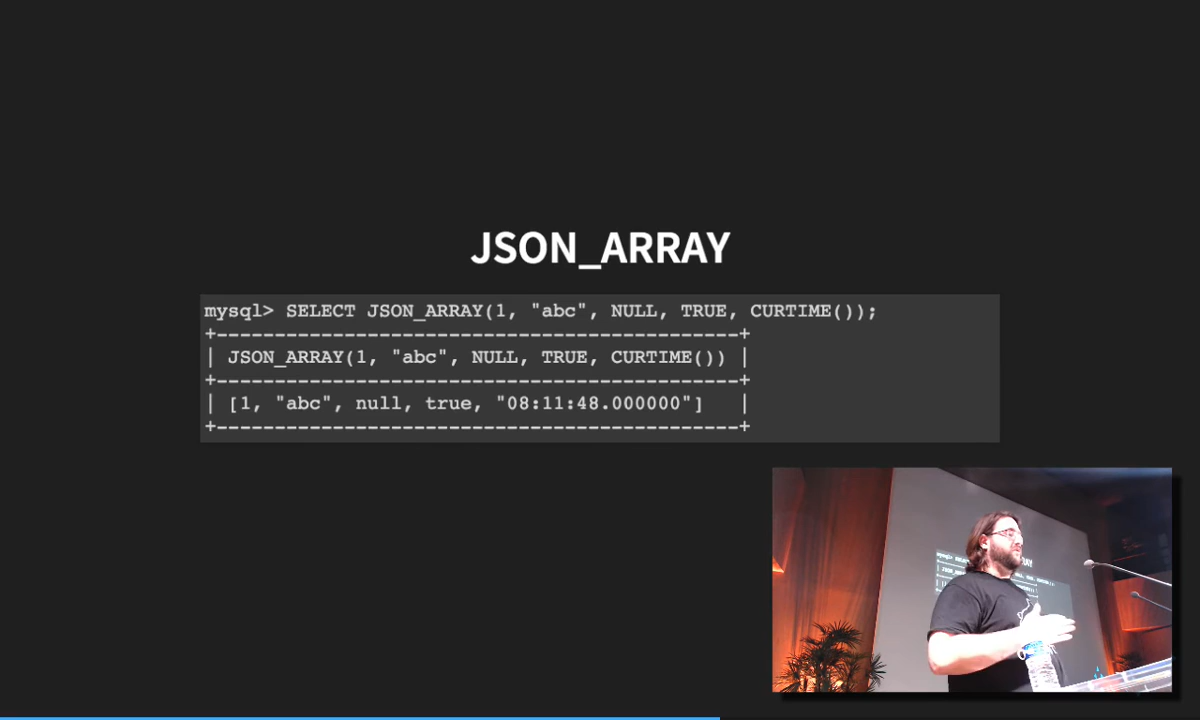 JSON_ARRAY
mysql> SELECT JSON_ARRAY(1, "abc", NULL, TRUE, CURTIME());
+---------------------------------------------+
| JSON_ARRAY(1, "abc", NULL, TRUE, CURTIME()) |
+---------------------------------------------+
| [1, "abc", null, true, "08:11:48.000000"]   |
+---------------------------------------------+